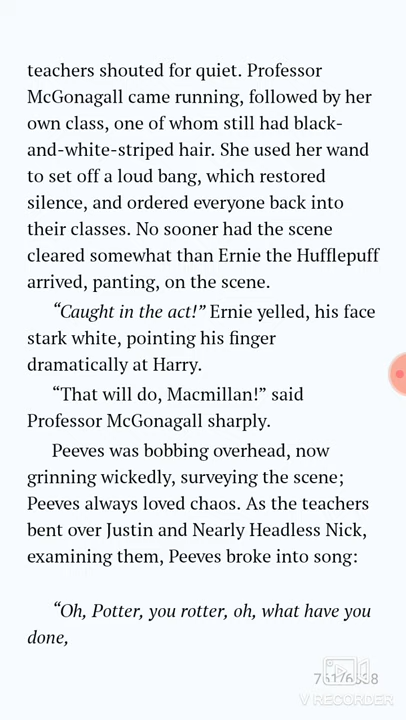 teachers shouted for quiet. Professor
McGonagall came running, followed by her
own class, one of whom still had black-
and-white-striped hair. She used her wand
to set off a loud bang, which restored
silence, and ordered everyone back into
their classes. No sooner had the scene
cleared somewhat than Ernie the Hufflepuff
arrived, panting, on the scene.
“Caught in the act!” Ernie yelled, his face
stark white, pointing his finger
dramatically at Harry.
“That will do, Macmillan!” said
Professor McGonagall sharply.
Peeves was bobbing overhead, now
grinning wickedly, surveying the scene;
Peeves always loved chaos. As the teachers
bent over Justin and Nearly Headless Nick,
examining them, Peeves broke into song:
“Oh, Potter, you rotter, oh, what have you
done,
V RECORDER